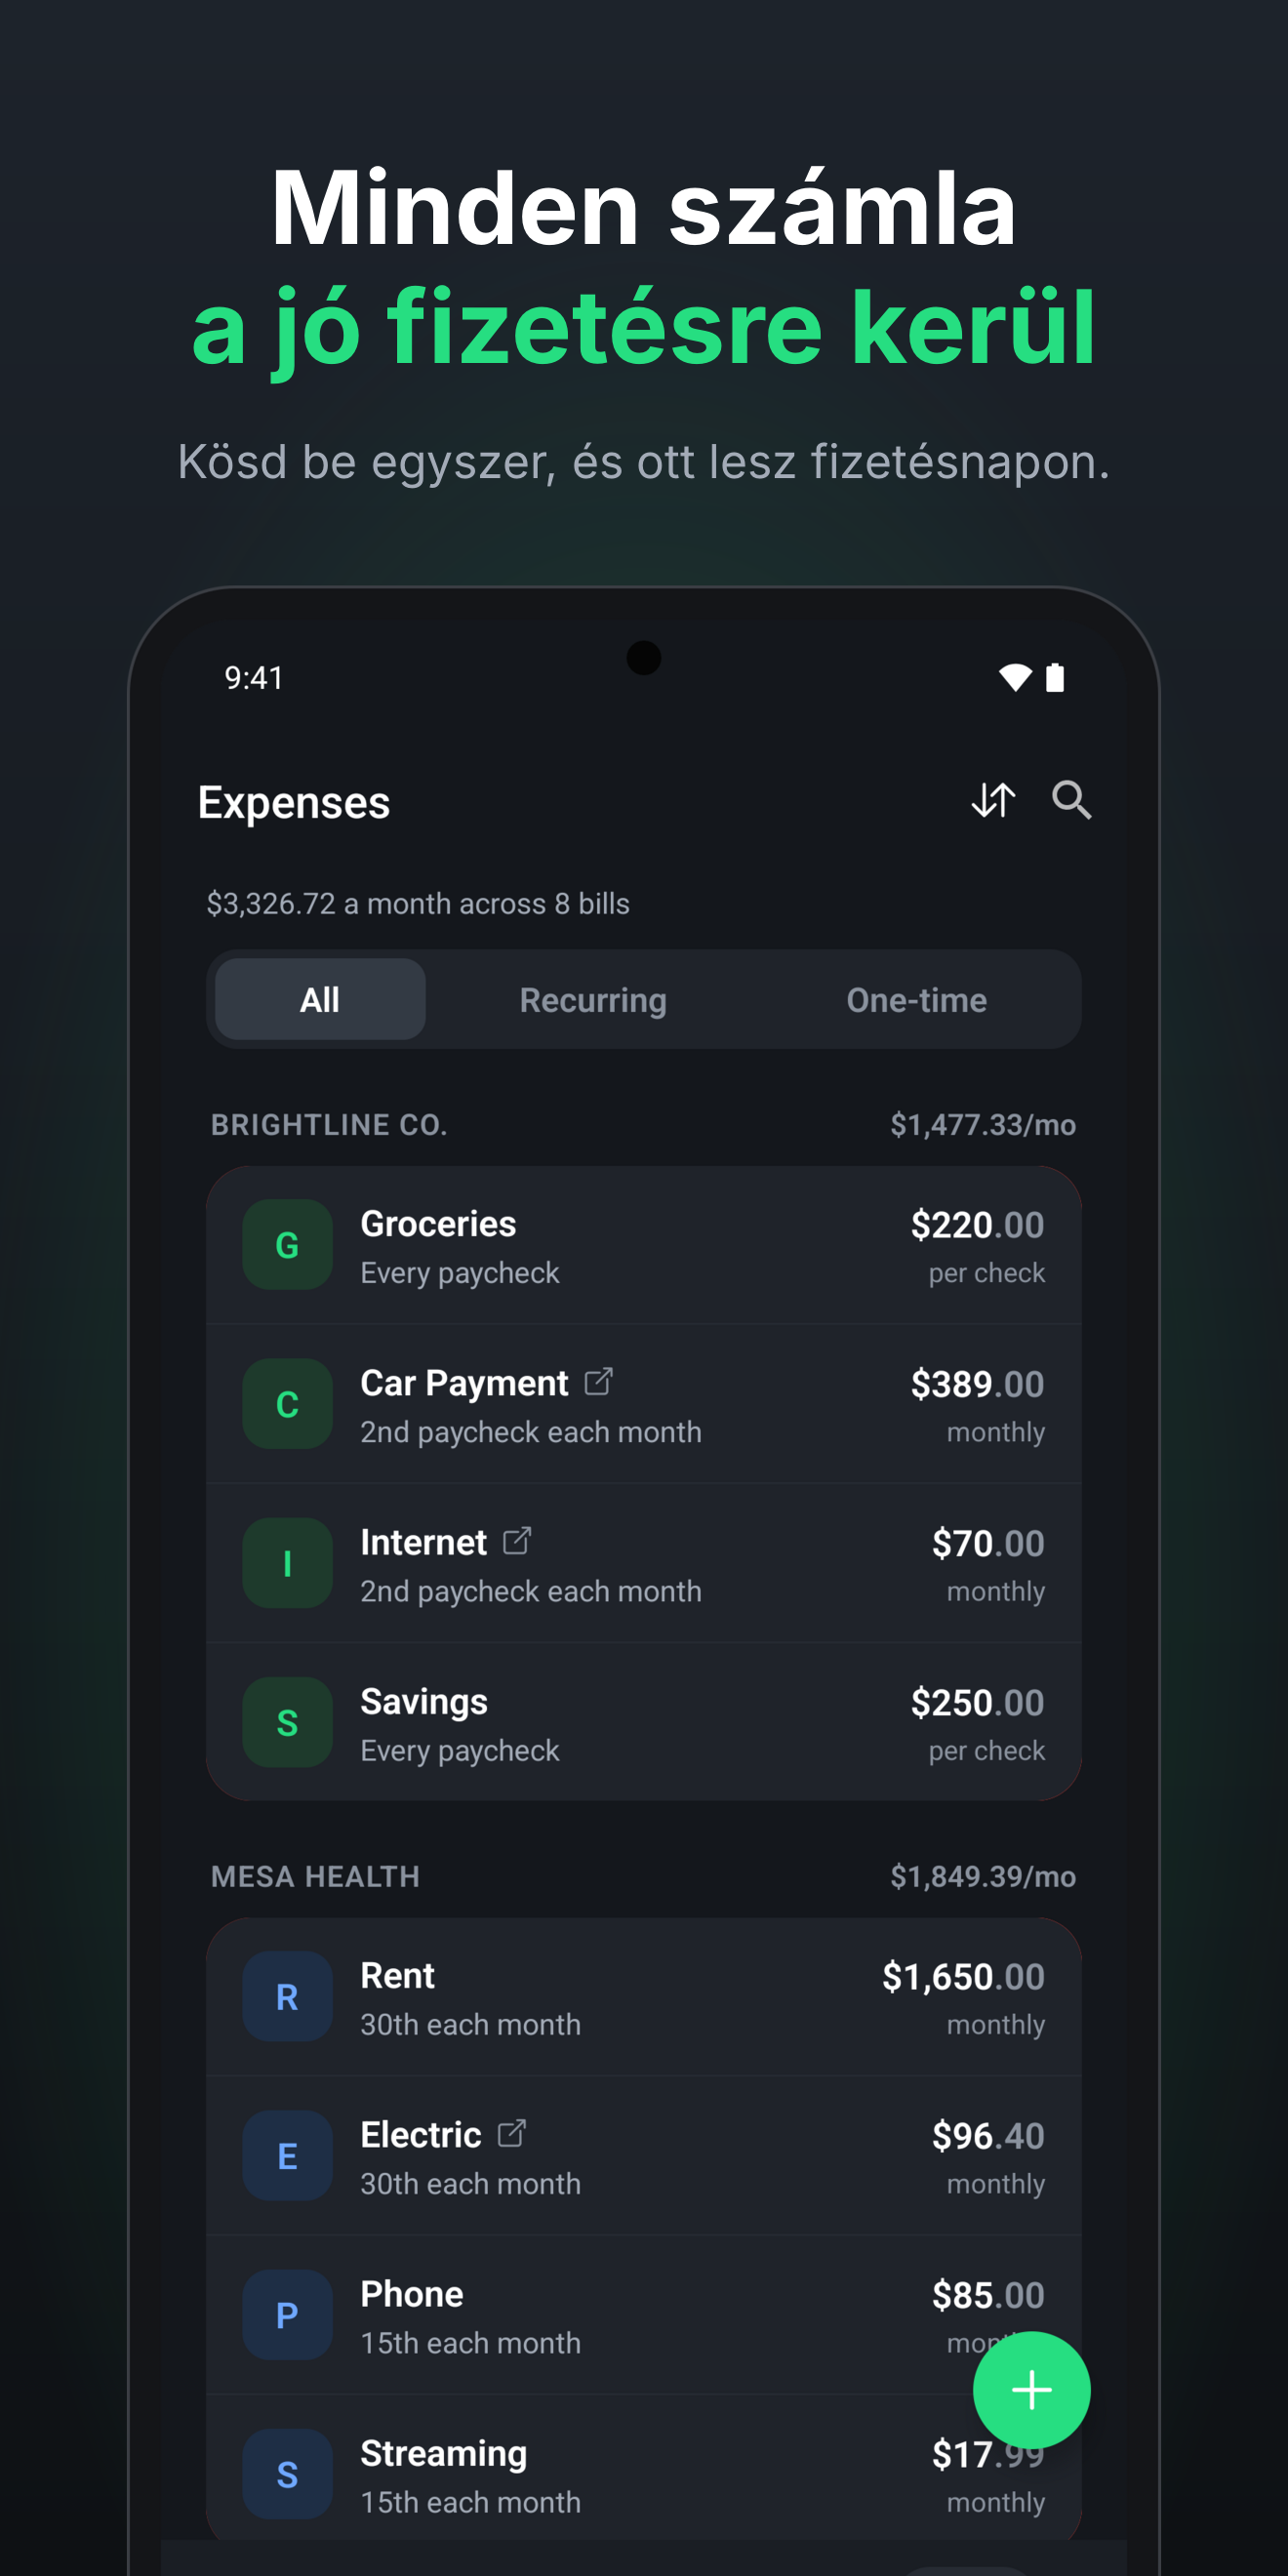 Minden számla
a jó fizetésre kerül
Kösd be egyszer, és ott lesz fizetésnapon.
9:41
Expenses
$3,326.72 a month across 8 bills
All Recurring One-time
BRIGHTLINE CO. $1,477.33/mo
G Groceries $220.00
Every paycheck per check
C Car Payment $389.00
2nd paycheck each month monthly
I Internet $70.00
2nd paycheck each month monthly
S Savings $250.00
Every paycheck per check
MESA HEALTH $1,849.39/mo
R Rent $1,650.00
30th each month monthly
E Electric $96.40
30th each month monthly
P Phone $85.00
15th each month
S Streaming $17.99
15th each month monthly